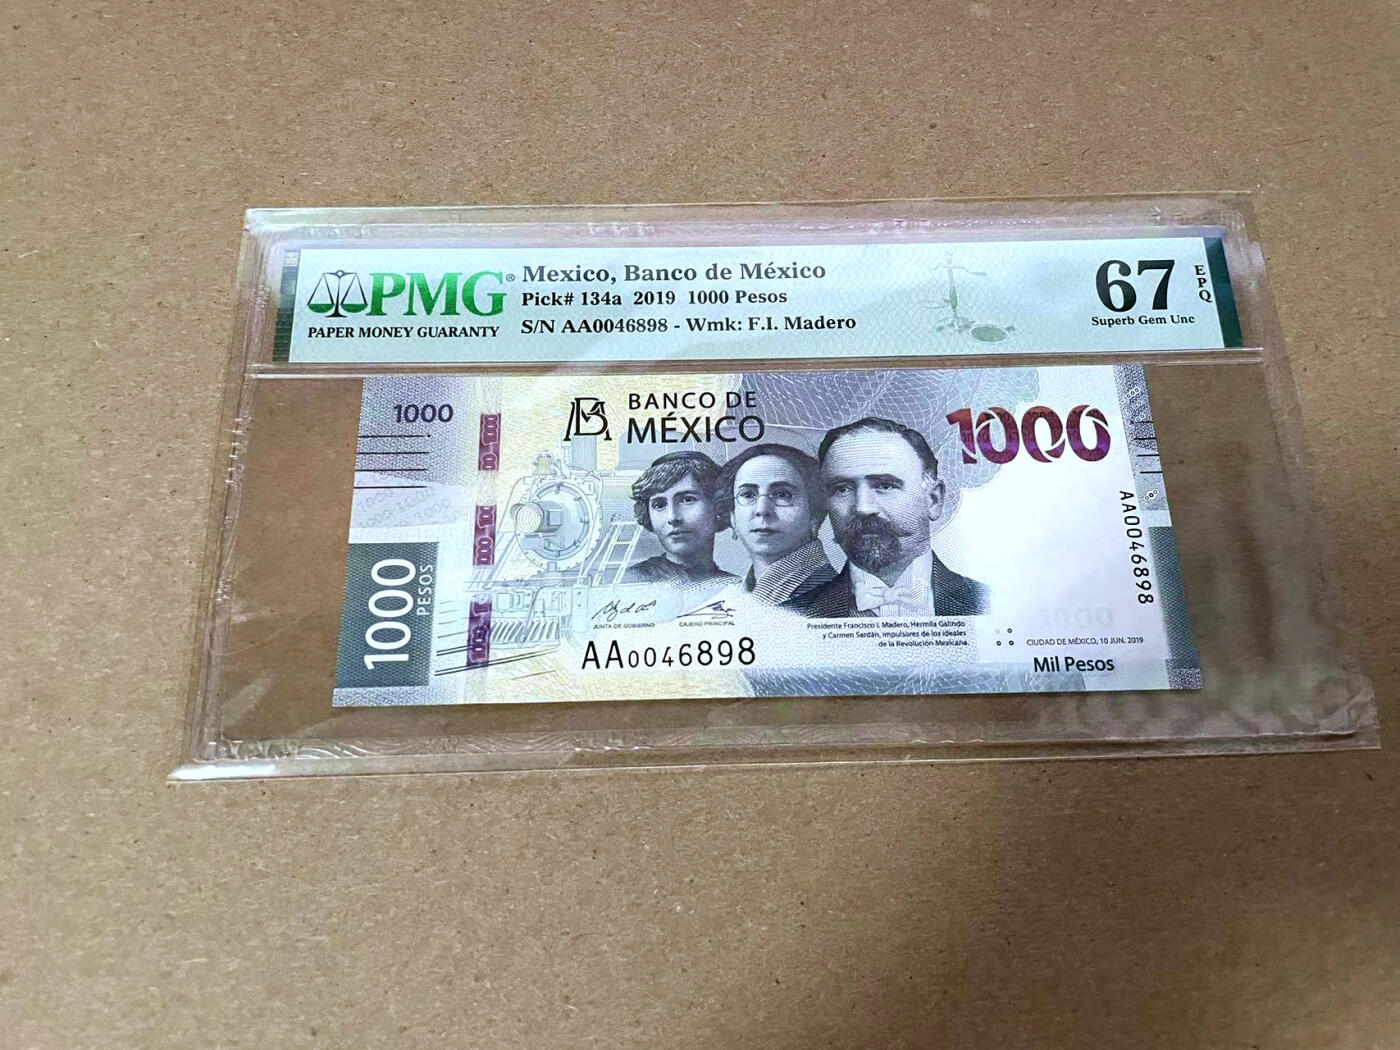 PMG®
PAPER MONEY GUARANTY
Mexico, Banco de México
Pick# 134a 2019 1000 Pesos
S/N AA0046898 - Wmk: F.I. Madero
67
EPQ
Superb Gem Unc
1000
BM
BANCO DE
MÉXICO
1000
AA0046898
1000
PESOS
JUNTA DE GOBIERNO
CAJERO PRINCIPAL
AA0046898
Presidente Francisco I. Madero, Hermila Galindo
y Carmen Serdán, impulsores de los ideales
de la Revolución Mexicana.
CIUDAD DE MÉXICO, 10 JUN. 2019
Mil Pesos